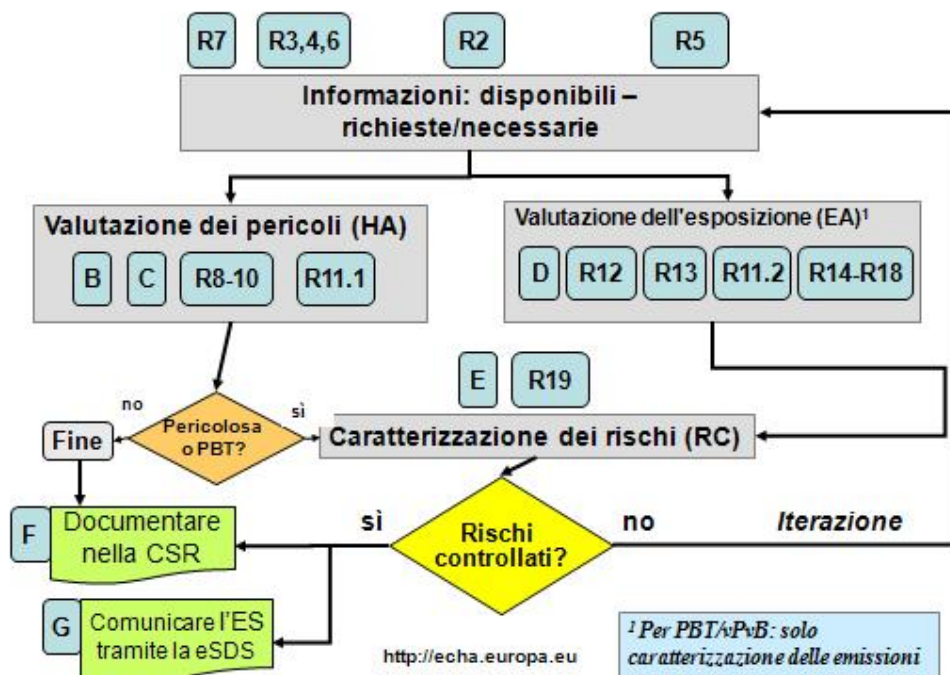 R7
R3,4,6
R2
R5
Informazioni: disponibili –
richieste/necessarie
Valutazione dei pericoli (HA)
B
C
R8-10
R11.1
Valutazione dell'esposizione (EA)¹
D
R12
R13
R11.2
R14-R18
E
R19
no
Pericolosa
o PBT?
sì
Fine
Caratterizzazione dei rischi (RC)
F
Documentare
nella CSR
sì
Rischi
controllati?
no
Iterazione
G
Comunicare l'ES
tramite la eSDS
http://echa.europa.eu
¹ Per PBT/vPvB: solo
caratterizzazione delle emissioni